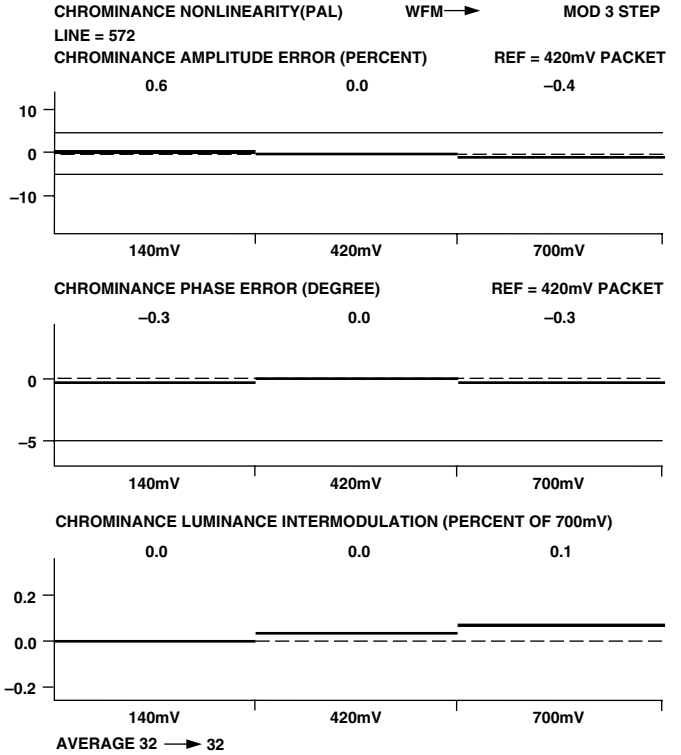 CHROMINANCE NONLINEARITY(PAL) WFM MOD 3 STEP
LINE = 572
CHROMINANCE AMPLITUDE ERROR (PERCENT) REF = 420mV PACKET
0.6 0.0 –0.4
10
0
–10
140mV 420mV 700mV
CHROMINANCE PHASE ERROR (DEGREE) REF = 420mV PACKET
–0.3 0.0 –0.3
0
–5
140mV 420mV 700mV
CHROMINANCE LUMINANCE INTERMODULATION (PERCENT OF 700mV)
0.0 0.0 0.1
0.2
0.0
–0.2
140mV 420mV 700mV
AVERAGE 32 32